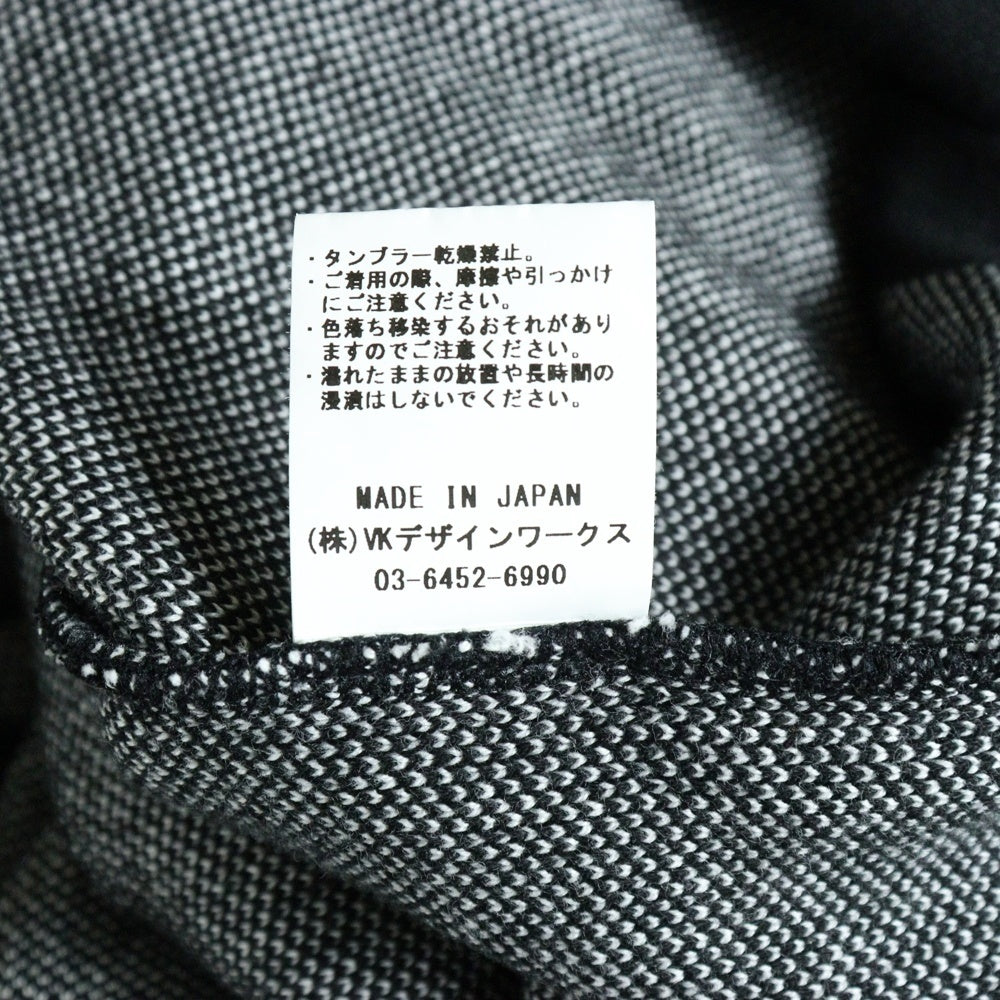 ・タンブラー乾燥禁止。
・ご着用の際、摩擦や引っかけ
にご注意ください。
・色落ち移染するおそれがあり
ますのでご注意ください。
・濡れたままの放置や長時間の
浸漬はしないでください。
MADE IN JAPAN
(株)VKデザインワークス
03-6452-6990